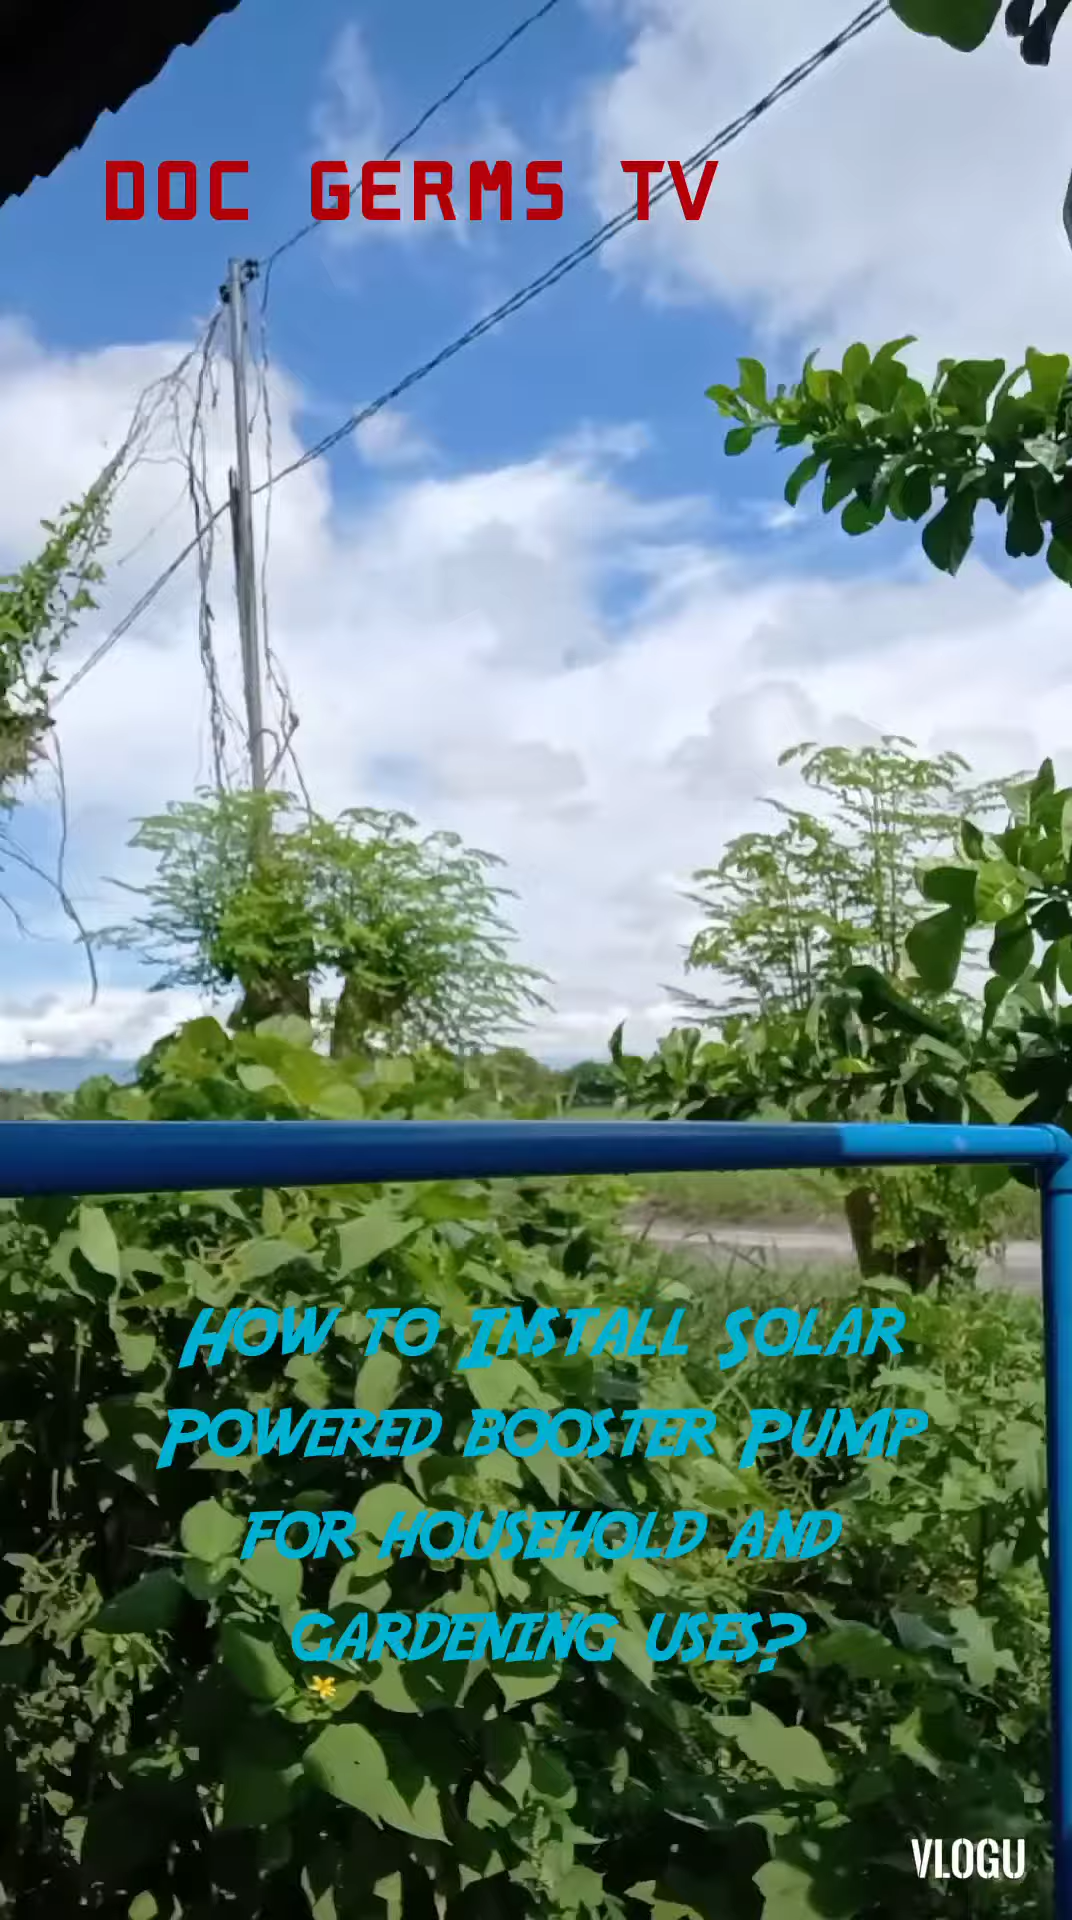 DOC GERMS TV
How to Install Solar
Powered booster Pump
for household and
gardening uses?
VLOGU